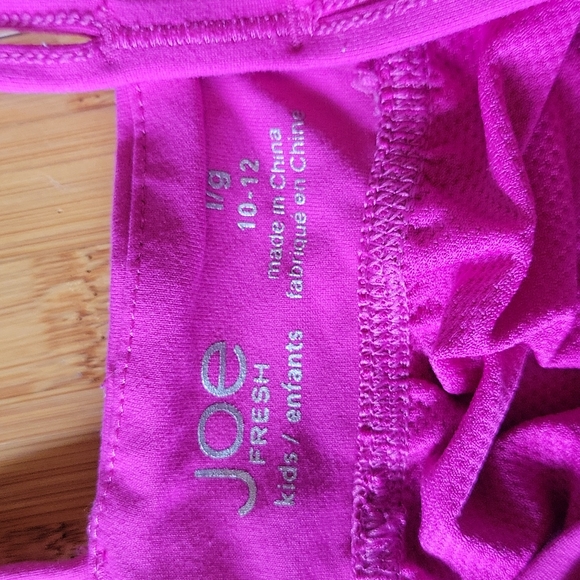 Joe
FRESH
kids / enfants
l/g
10-12
made in China
fabriqué en Chine